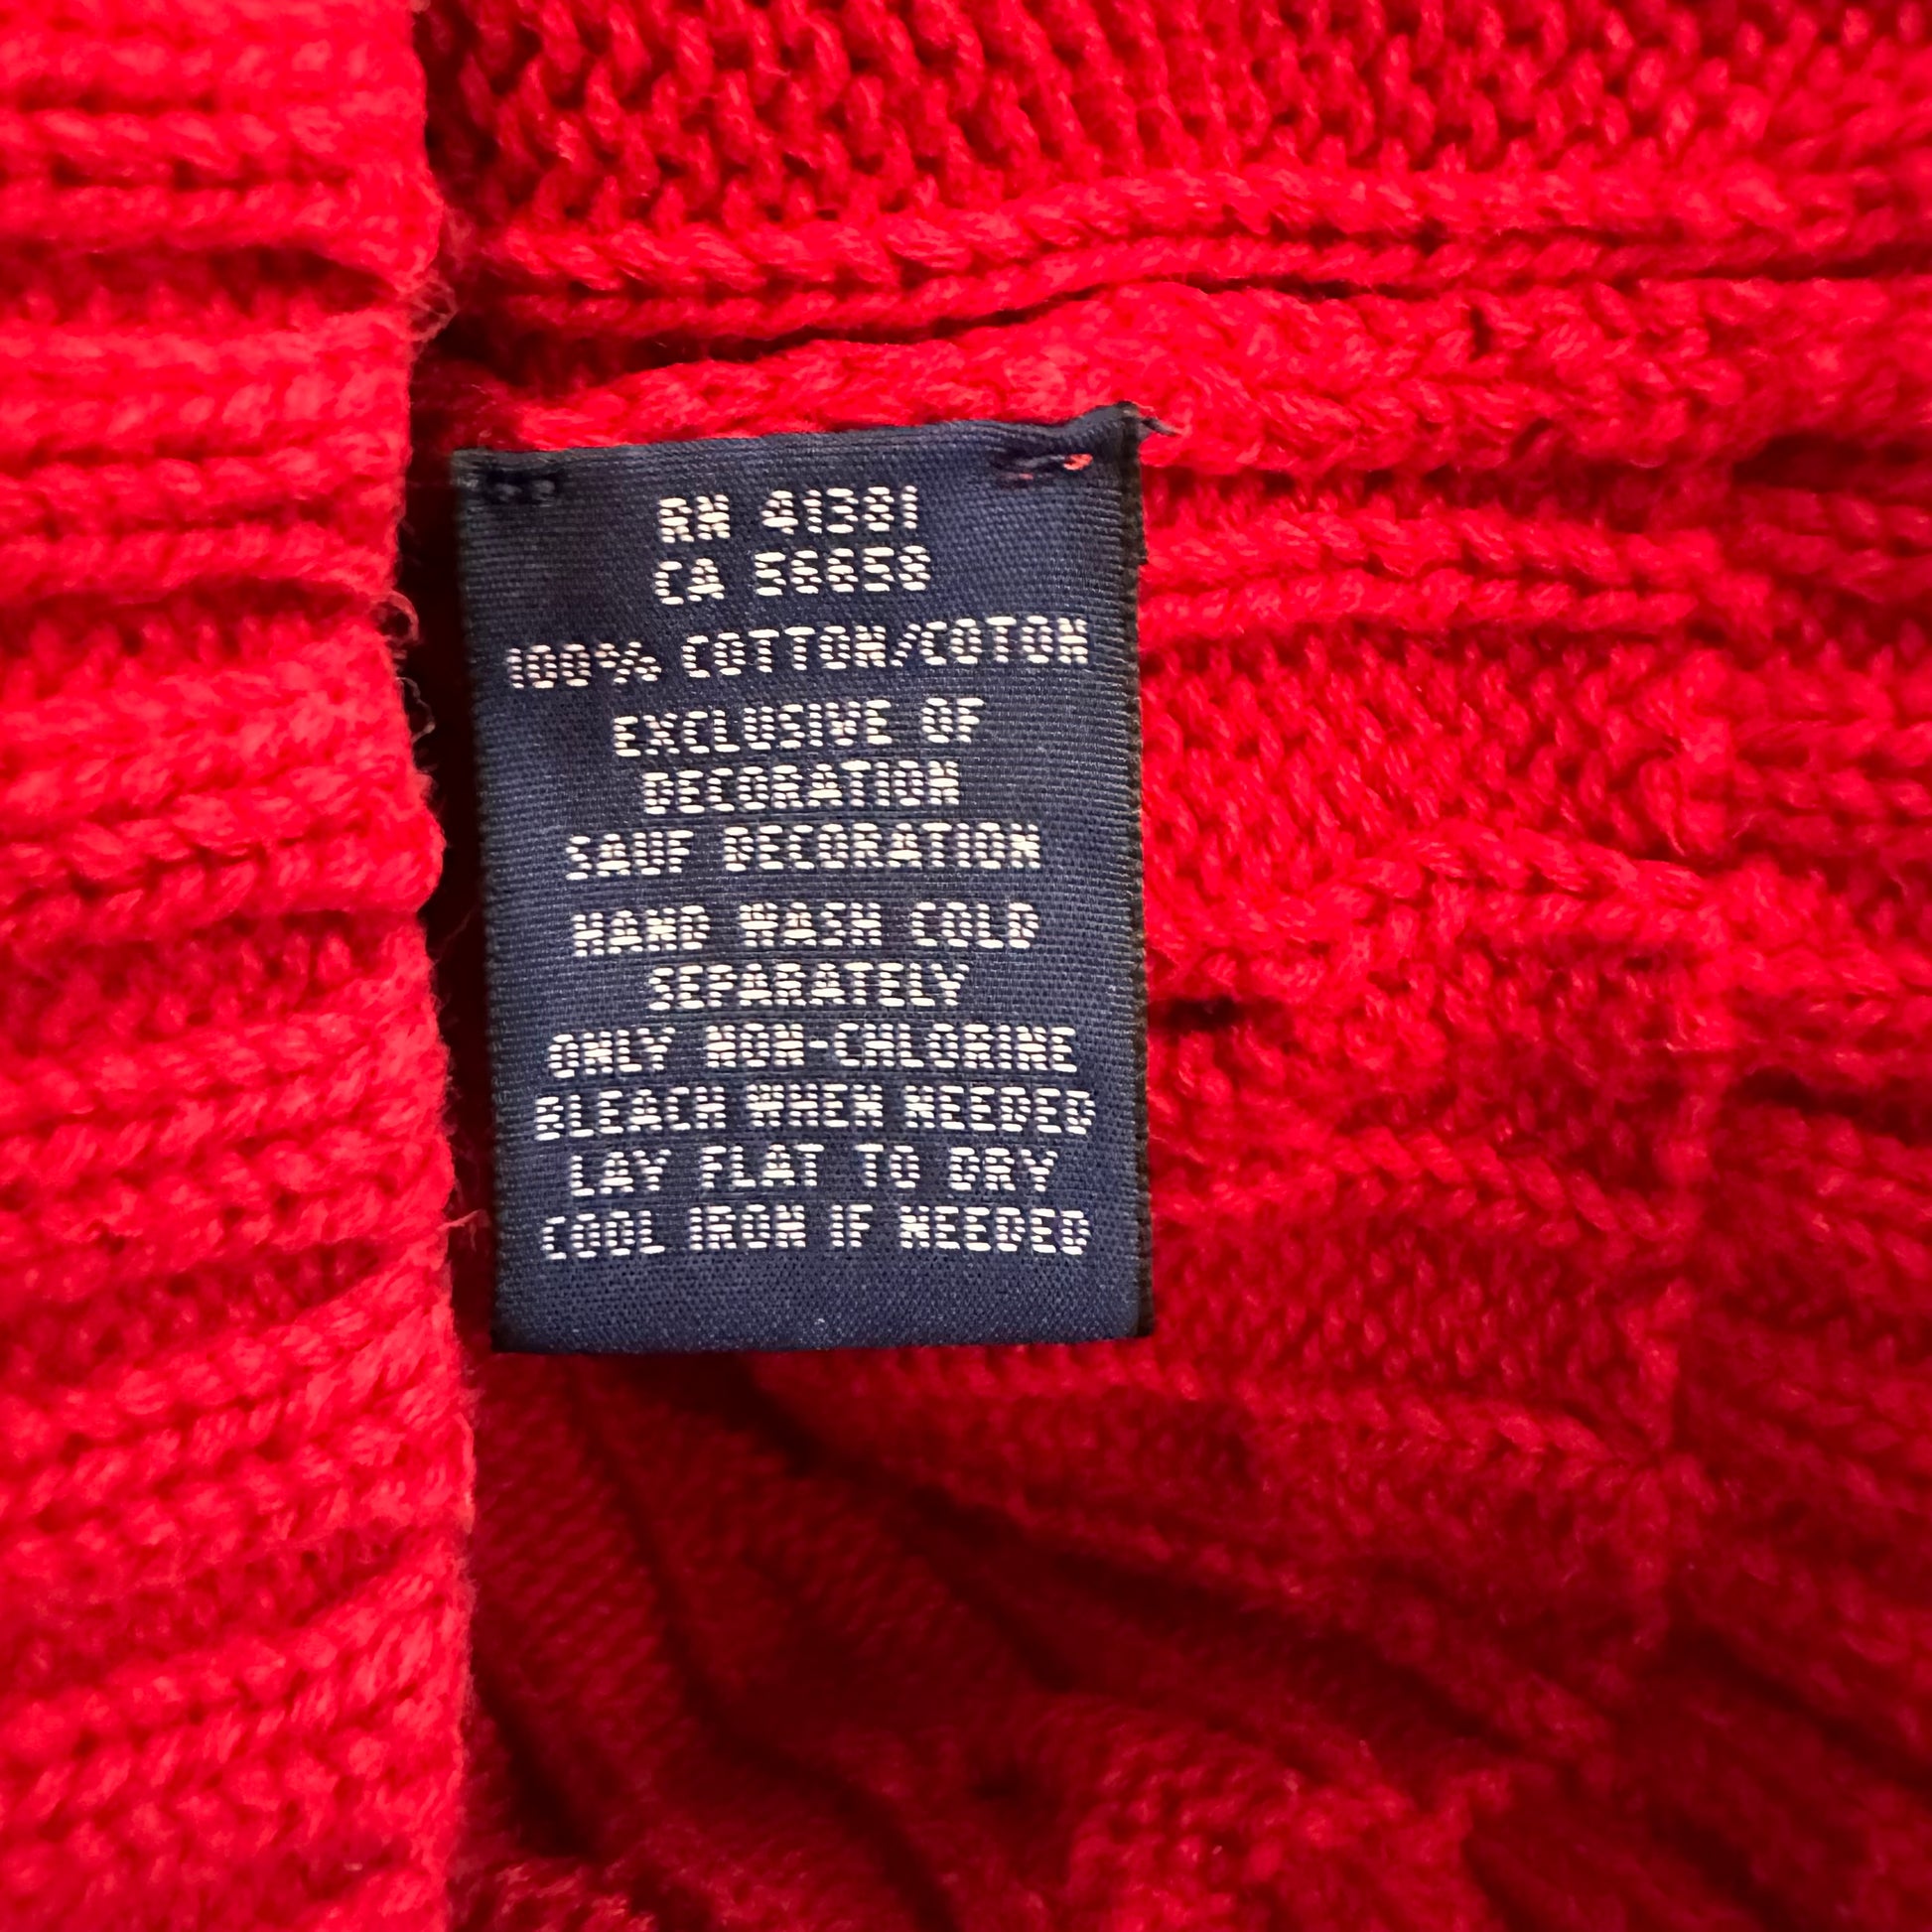 RN 41381
CA 56658
100% COTTON/COTON
EXCLUSIVE OF
DECORATION
SAUF DECORATION
HAND WASH COLD
SEPARATELY
ONLY NON-CHLORINE
BLEACH WHEN NEEDED
LAY FLAT TO DRY
COOL IRON IF NEEDED